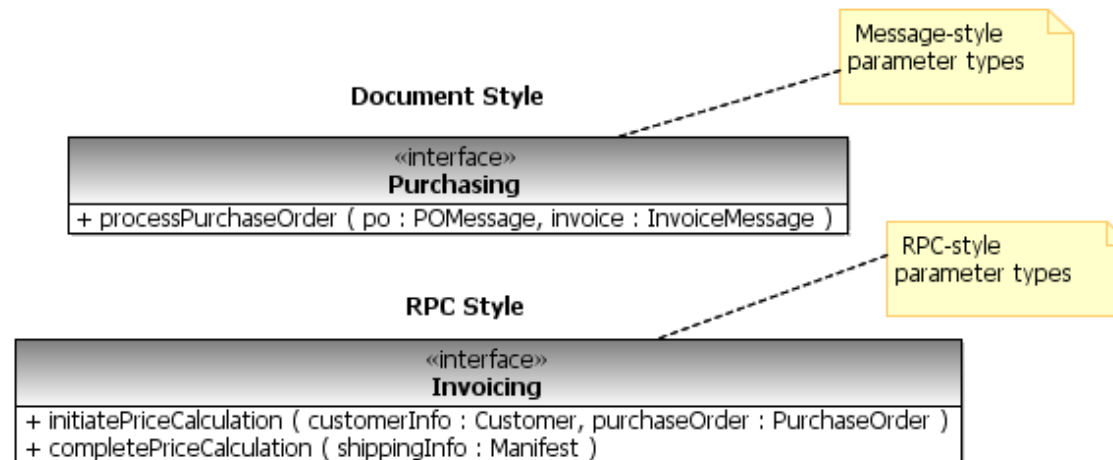 Message-style
parameter types
Document Style
«interface»
Purchasing
+ processPurchaseOrder ( po : POMessage, invoice : InvoiceMessage )
RPC-style
parameter types
RPC Style
«interface»
Invoicing
+ initiatePriceCalculation ( customerInfo : Customer, purchaseOrder : PurchaseOrder )
+ completePriceCalculation ( shippingInfo : Manifest )